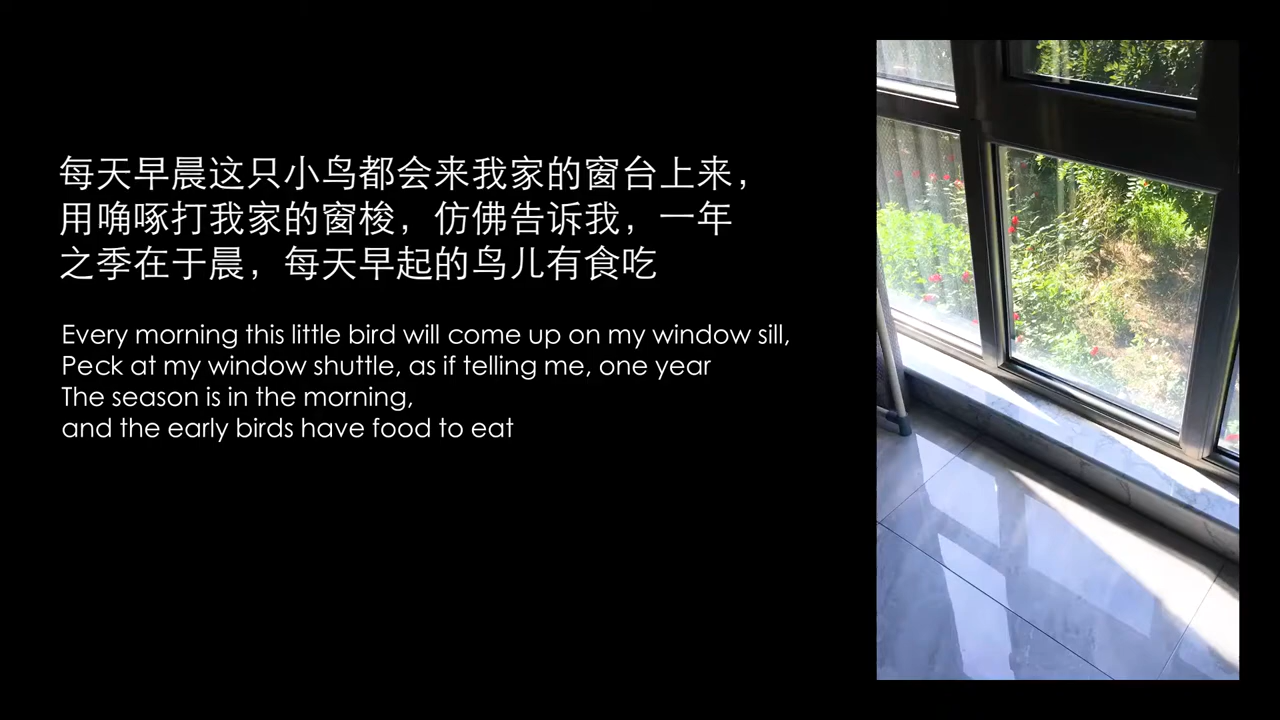 每天早晨这只小鸟都会来我家的窗台上来，
用唃啄打我家的窗梭，仿佛告诉我，一年
之季在于晨，每天早起的鸟儿有食吃
Every morning this little bird will come up on my window sill,
Peck at my window shuttle, as if telling me, one year
The season is in the morning,
and the early birds have food to eat